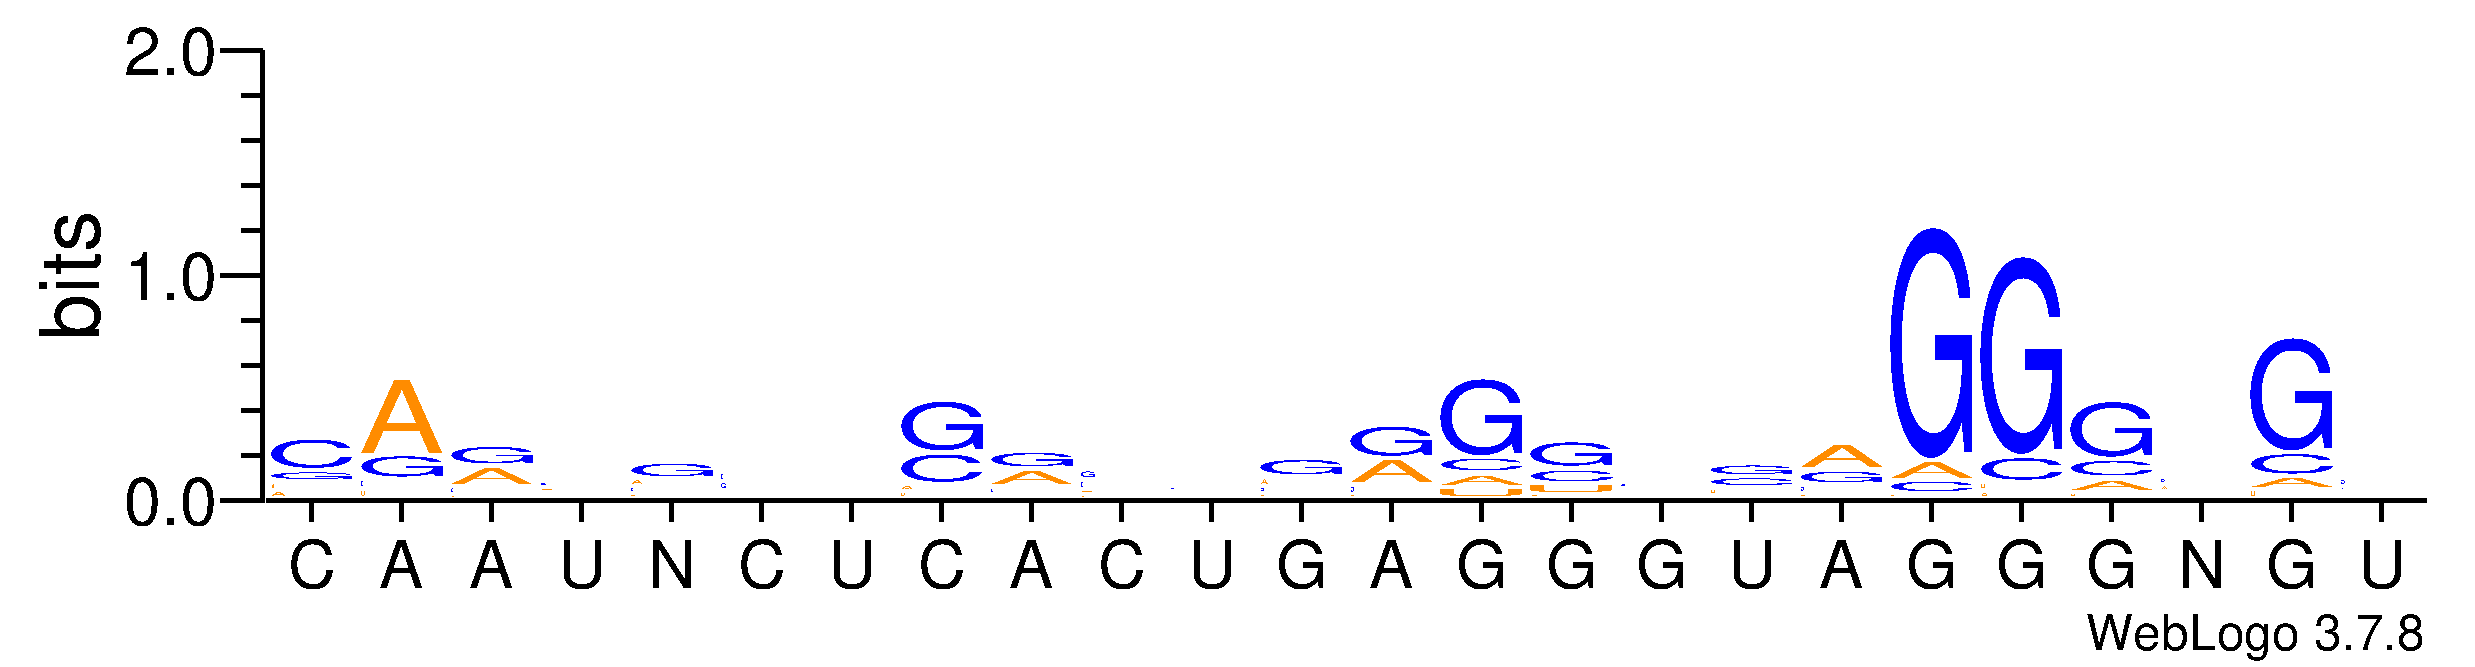 2.0
1.0
0.0
bits
C A A U N C U C A C U G A G G G U A G G G N G U
WebLogo 3.7.8